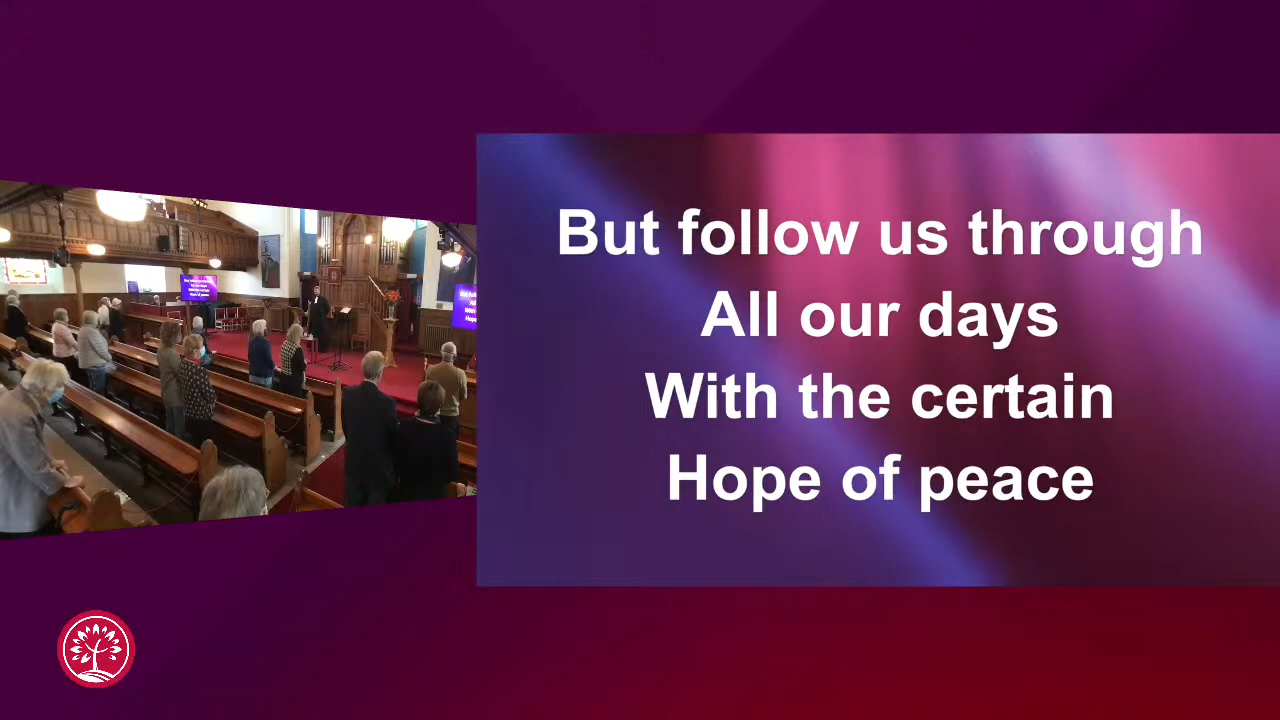 But follow us through
All our days
With the certain
Hope of peace